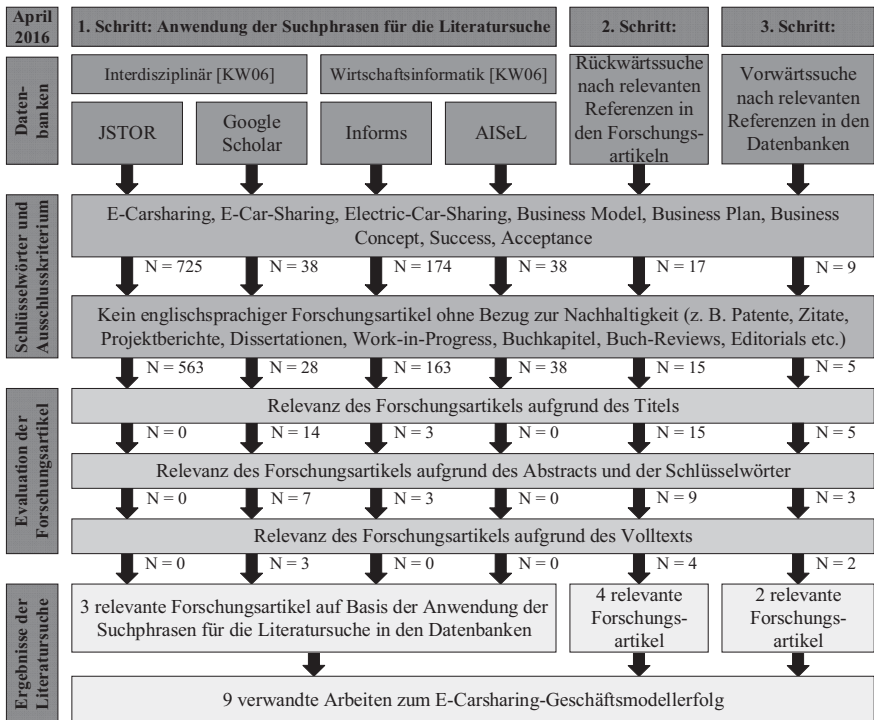 April
2016
1. Schritt: Anwendung der Suchphrasen für die Literatursuche
2. Schritt:
3. Schritt:
Daten-
banken
Interdisziplinär [KW06]
Wirtschaftsinformatik [KW06]
JSTOR
Google
Scholar
Informs
AISeL
Rückwärtssuche
nach relevanten
Referenzen in
den Forschungs-
artikeln
Vorwärtssuche
nach relevanten
Referenzen in den
Datenbanken
Schlüsselwörter und
Ausschlusskriterium
E-Carsharing, E-Car-Sharing, Electric-Car-Sharing, Business Model, Business Plan, Business
Concept, Success, Acceptance
N = 725
N = 38
N = 174
N = 38
N = 17
N = 9
Kein englischsprachiger Forschungsartikel ohne Bezug zur Nachhaltigkeit (z. B. Patente, Zitate,
Projektberichte, Dissertationen, Work-in-Progress, Buchkapitel, Buch-Reviews, Editorials etc.)
N = 563
N = 28
N = 163
N = 38
N = 15
N = 5
Evaluation der
Forschungsartikel
Relevanz des Forschungsartikels aufgrund des Titels
N = 0
N = 14
N = 3
N = 0
N = 15
N = 5
Relevanz des Forschungsartikels aufgrund des Abstracts und der Schlüsselwörter
N = 0
N = 7
N = 3
N = 0
N = 9
N = 3
Relevanz des Forschungsartikels aufgrund des Volltexts
N = 0
N = 3
N = 0
N = 0
N = 4
N = 2
Ergebnisse der
Literatursuche
3 relevante Forschungsartikel auf Basis der Anwendung der
Suchphrasen für die Literatursuche in den Datenbanken
4 relevante
Forschungs-
artikel
2 relevante
Forschungs-
artikel
9 verwandte Arbeiten zum E-Carsharing-Geschäftsmodellerfolg